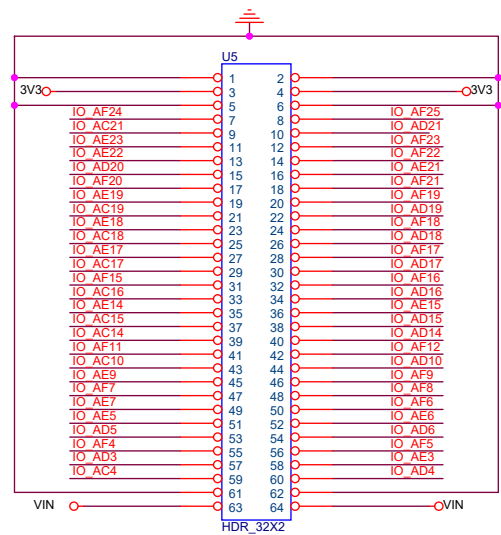 U5
1 2
3V3 3 4 3V3
5 6
IO_AF24 7 8 IO_AF25
IO_AC21 9 10 IO_AD21
IO_AE23 11 12 IO_AF23
IO_AE22 13 14 IO_AF22
IO_AD20 15 16 IO_AE21
IO_AF20 17 18 IO_AF21
IO_AE19 19 20 IO_AF19
IO_AC19 21 22 IO_AD19
IO_AE18 23 24 IO_AF18
IO_AC18 25 26 IO_AD18
IO_AE17 27 28 IO_AF17
IO_AC17 29 30 IO_AD17
IO_AF15 31 32 IO_AF16
IO_AC16 33 34 IO_AD16
IO_AE14 35 36 IO_AE15
IO_AC15 37 38 IO_AD15
IO_AC14 39 40 IO_AD14
IO_AF11 41 42 IO_AF12
IO_AC10 43 44 IO_AD10
IO_AE9 45 46 IO_AF9
IO_AF7 47 48 IO_AF8
IO_AE7 49 50 IO_AF6
IO_AE5 51 52 IO_AE6
IO_AD5 53 54 IO_AD6
IO_AF4 55 56 IO_AF5
IO_AD3 57 58 IO_AE3
IO_AC4 59 60 IO_AD4
61 62
VIN 63 64 VIN
HDR_32X2